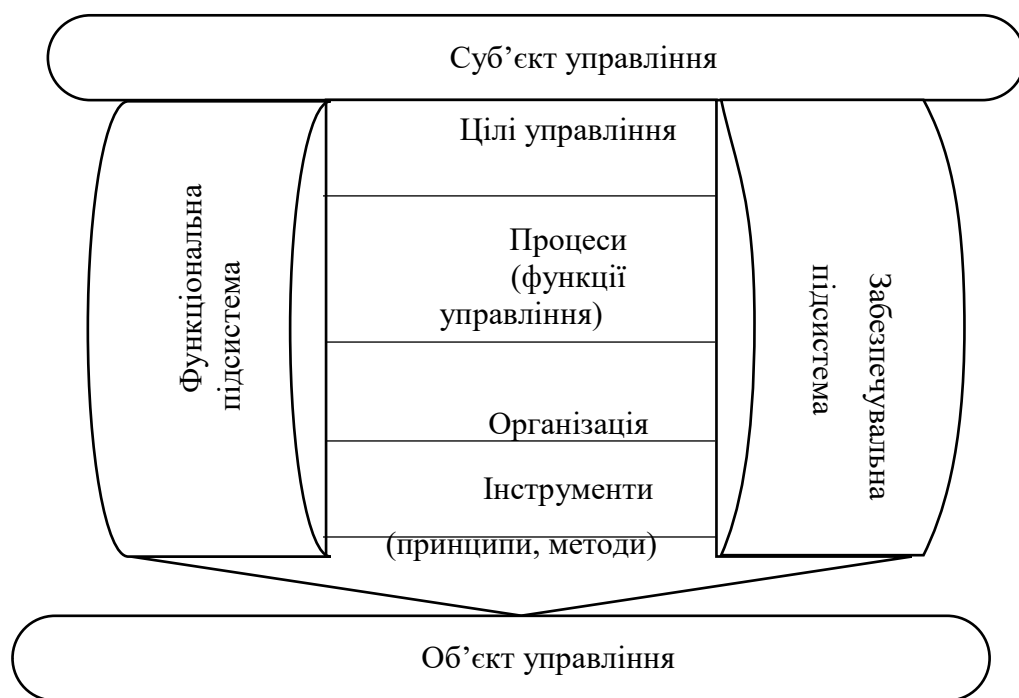 Суб’єкт управління
Функціональна
підсистема
Цілі управління
Процеси
(функції
управління)
Організація
Інструменти
(принципи, методи)
Забезпечувальна
підсистема
Об’єкт управління